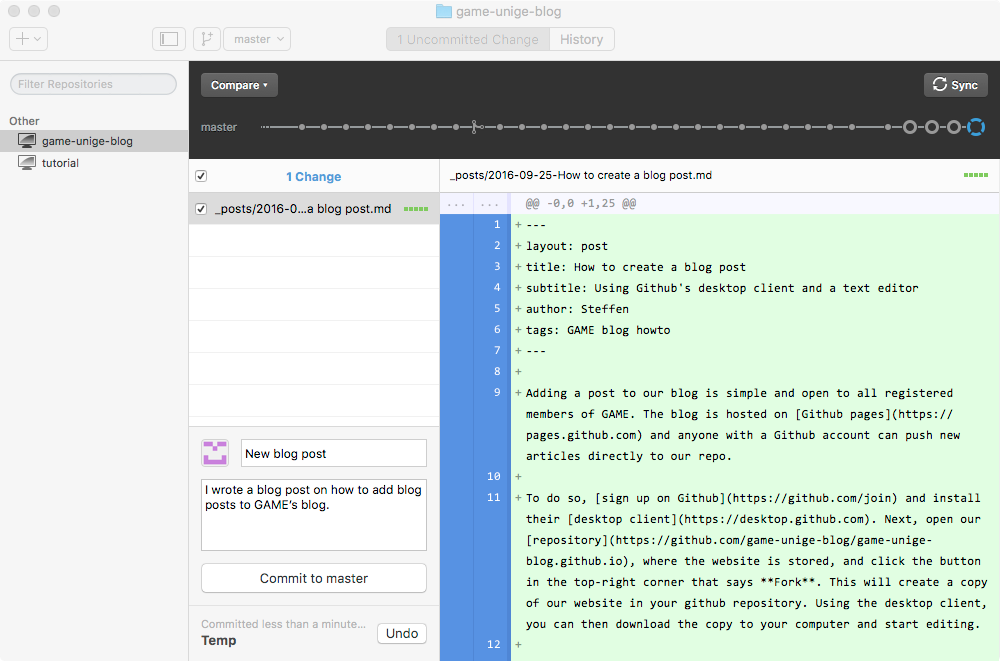 game-unige-blog
master
1 Uncommitted Change
History
Filter Repositories
Other
game-unige-blog
tutorial
Compare
Sync
master
1 Change
_posts/2016-0...a blog post.md
New blog post
I wrote a blog post on how to add blog
posts to GAME's blog.
Commit to master
Committed less than a minute...
Temp
Undo
_posts/2016-09-25-How to create a blog post.md
... ... @@ -0,0 +1,25 @@
1 + ---
2 + layout: post
3 + title: How to create a blog post
4 + subtitle: Using Github's desktop client and a text editor
5 + author: Steffen
6 + tags: GAME blog howto
7 + ---
8 +
9 + Adding a post to our blog is simple and open to all registered
members of GAME. The blog is hosted on [Github pages](https://
pages.github.com) and anyone with a Github account can push new
articles directly to our repo.
10 +
11 + To do so, [sign up on Github](https://github.com/join) and install
their [desktop client](https://desktop.github.com). Next, open our
[repository](https://github.com/game-unige-blog/game-unige-
blog.github.io), where the website is stored, and click the button
in the top-right corner that says **Fork**. This will create a copy
of our website in your github repository. Using the desktop client,
you can then download the copy to your computer and start editing.
12 +